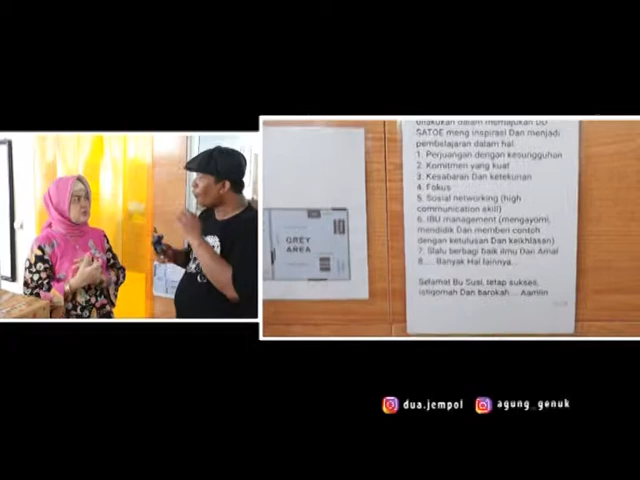 dilakukan dalam memajukan DD
SATOE meng inspirasi Dan menjadi
pembelajaran dalam hal.
1. Perjuangan dengan kesungguhan
2. Komitmen yang kuat
3. Kesabaran Dan ketekunan
4. Fokus
5. Sosial networking (high
communication skill)
6. IBU management (mengayomi,
mendidik Dan memberi contoh
dengan ketulusan Dan keikhlasan)
7. Slalu berbagi baik ilmu Dan Amal
8.... Banyak Hal lainnya...
Selamat Bu Susi, tetap sukses,
istiqomah Dan barokah... Aamiin
GREY
AREA
10
dua.jempol
agung_genuk